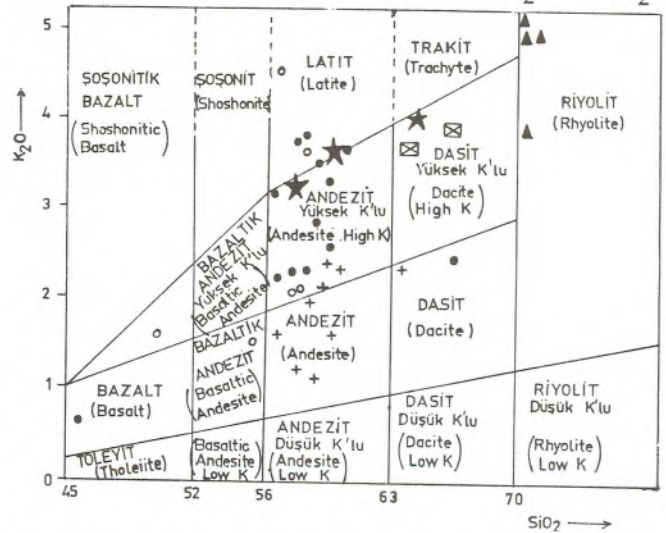 2 2
5
4
3
2
1
0
K₂O →
45
52
56
63
70
SiO₂ →
ŞOŞONİTİK
BAZALT
(Shoshonitic
Basalt)
ŞOŞONİT
(Shoshonite)
LATİT
(Latite)
TRAKİT
(Trachyte)
RİYOLİT
(Rhyolite)
BAZALTİK
ANDEZİT
Yüksek K'lu
(Basaltic
Andesite)
ANDEZİT
Yüksek K'lu
(Andesite High K)
DASİT
Yüksek K'lu
(Dacite
High K)
BAZALT
(Basalt)
BAZALTİK
ANDEZİT
(Basaltic
Andesite)
ANDEZİT
(Andesite)
DASİT
(Dacite)
TOLEYİT
(Tholeiite)
(Basaltic
Andesite
Low K)
ANDEZİT
Düşük K'lu
(Andesite
Low K)
DASİT
Düşük K'lu
(Dacite
Low K)
RİYOLİT
Düşük K'lu
(Rhyolite
Low K)